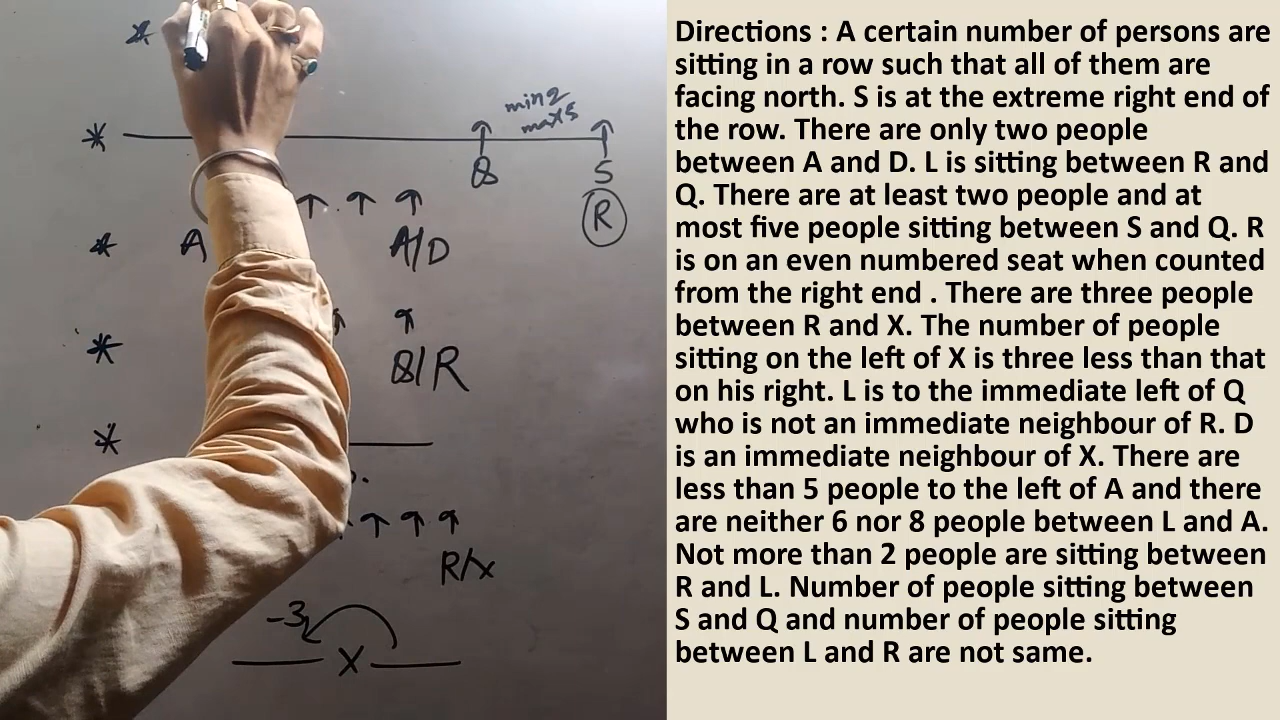 *
min 2
max 5
*
Q S
R
* A A/D
* Q/R
*
R/X
-3
X
Directions : A certain number of persons are
sitting in a row such that all of them are
facing north. S is at the extreme right end of
the row. There are only two people
between A and D. L is sitting between R and
Q. There are at least two people and at
most five people sitting between S and Q. R
is on an even numbered seat when counted
from the right end . There are three people
between R and X. The number of people
sitting on the left of X is three less than that
on his right. L is to the immediate left of Q
who is not an immediate neighbour of R. D
is an immediate neighbour of X. There are
less than 5 people to the left of A and there
are neither 6 nor 8 people between L and A.
Not more than 2 people are sitting between
R and L. Number of people sitting between
S and Q and number of people sitting
between L and R are not same.